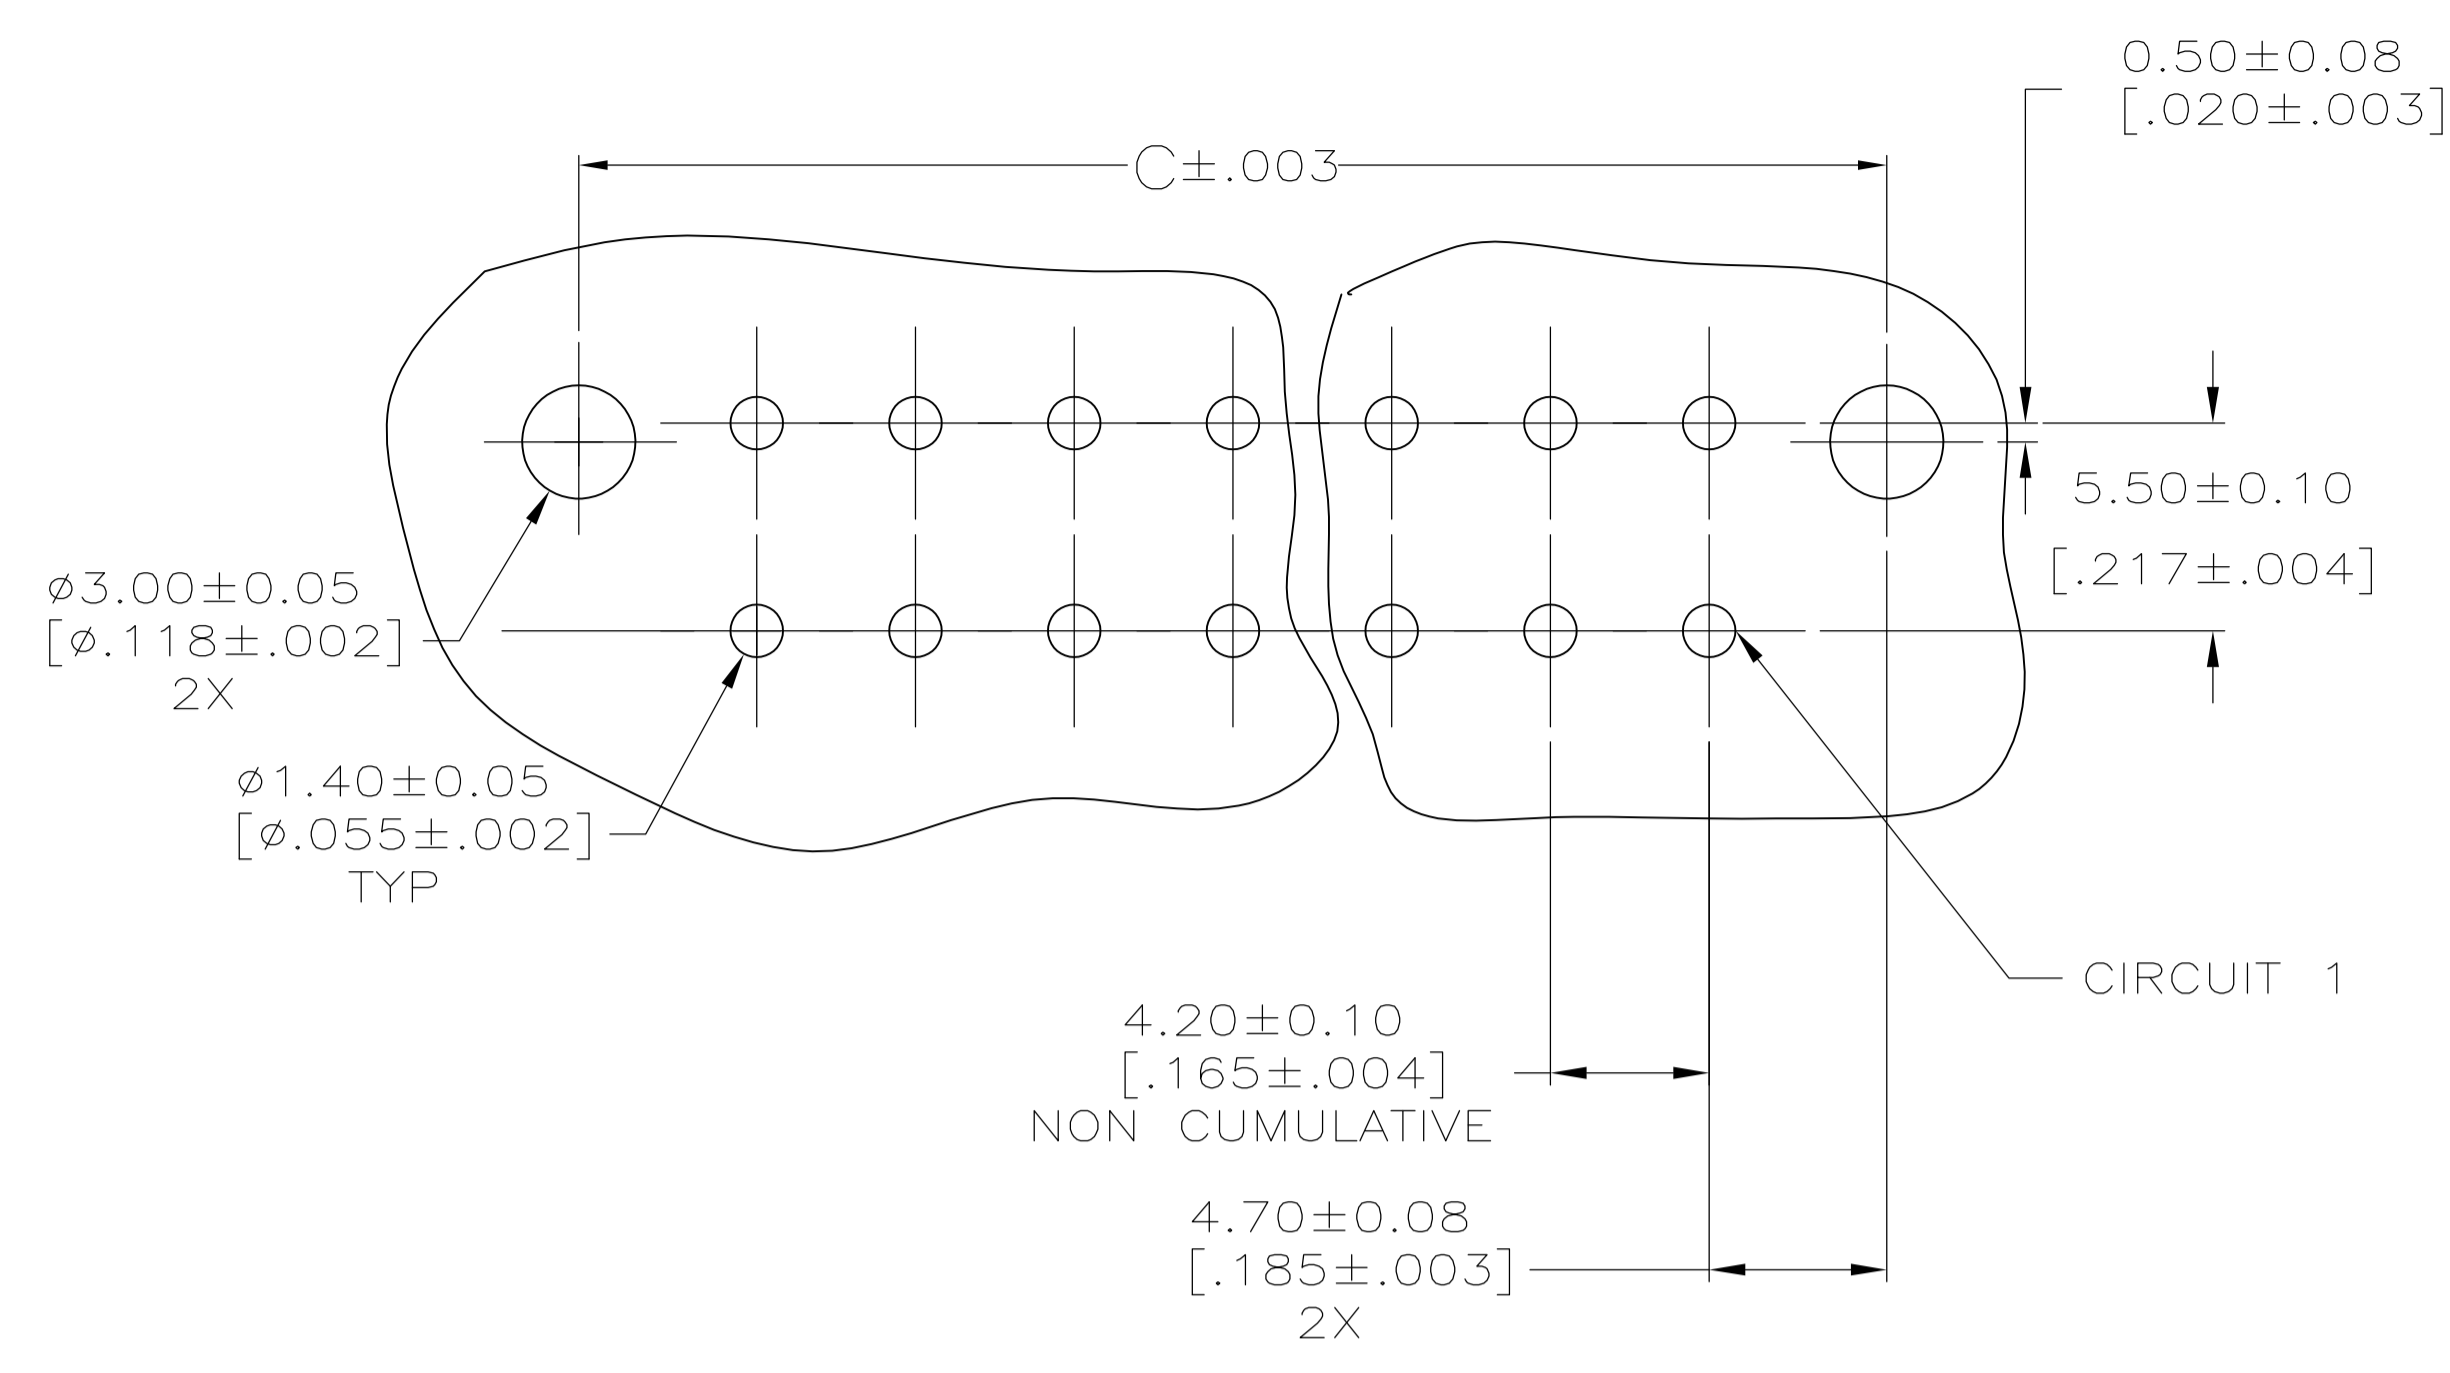 0.50±0.08
[.020±.003]
C±.003
5.50±0.10
[.217±.004]
ø3.00±0.05
[ø.118±.002]
2X
ø1.40±0.05
[ø.055±.002]
TYP
CIRCUIT 1
4.20±0.10
[.165±.004]
NON CUMULATIVE
4.70±0.08
[.185±.003]
2X